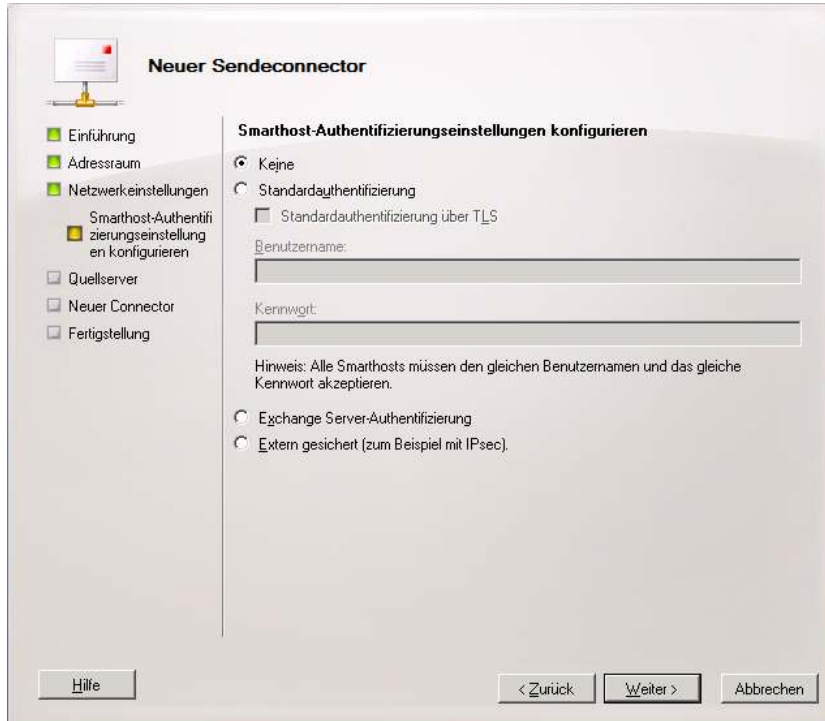 Neuer Sendeconnector
Einführung
Adressraum
Netzwerkeinstellungen
Smarthost-Authentifi
zierungseinstellung
en konfigurieren
Quellserver
Neuer Connector
Fertigstellung
Smarthost-Authentifizierungseinstellungen konfigurieren
Keine
Standardauthentifizierung
Standardauthentifizierung über TLS
Benutzername:
Kennwort:
Hinweis: Alle Smarthosts müssen den gleichen Benutzernamen und das gleiche
Kennwort akzeptieren.
Exchange Server-Authentifizierung
Extern gesichert (zum Beispiel mit IPsec).
Hilfe
< Zurück
Weiter >
Abbrechen